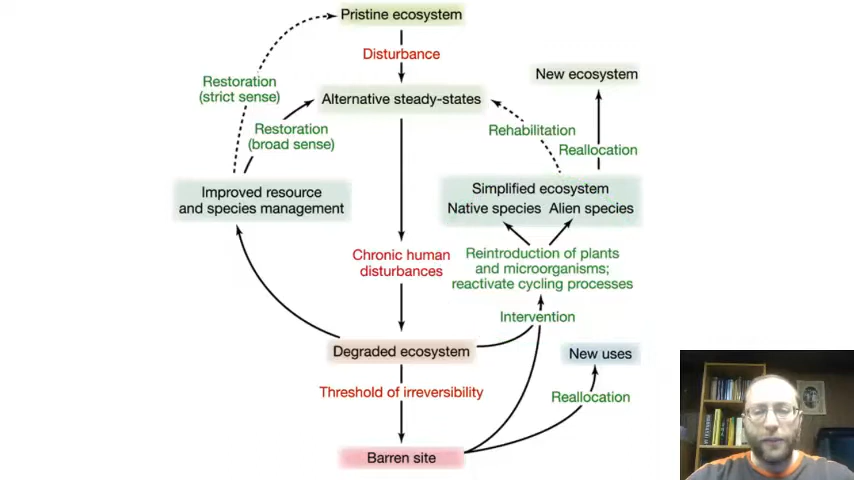 Pristine ecosystem
Disturbance
New ecosystem
Restoration
(strict sense)
Alternative steady-states
Restoration
(broad sense)
Rehabilitation
Reallocation
Improved resource
and species management
Simplified ecosystem
Native species Alien species
Chronic human
disturbances
Reintroduction of plants
and microorganisms;
reactivate cycling processes
Intervention
Degraded ecosystem
New uses
Threshold of irreversibility
Reallocation
Barren site